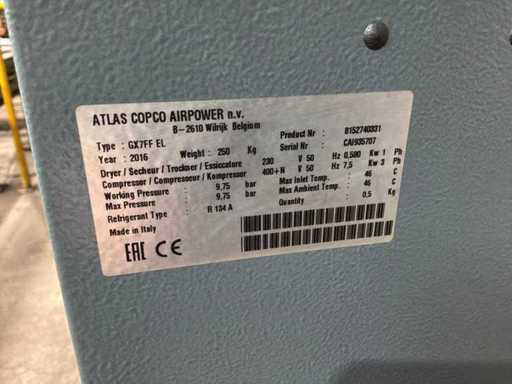 ATLAS COPCO AIRPOWER n.v.
B-2610 Wilrijk Belgium
Type : GX7FF EL Product Nr : 8152740331
Year : 2016 Weight : 250 Kg Serial Nr : CAI935707
Dryer / Secheur / Trockner / Essiccatore : 230 V 50 Hz 0,580 Kw 1 Ph
Compressor / Compresseur / Kompressor 400+N V 50 Hz 7,5 Kw 3 Ph
Working Pressure : 9,75 bar Max Inlet Temp. : 46 C
Max Pressure : 9,75 bar Max Ambient Temp. : 46 C
Refrigerant Type : R 134 A Quantity : 0,5 Kg
Made in Italy
EAC CE